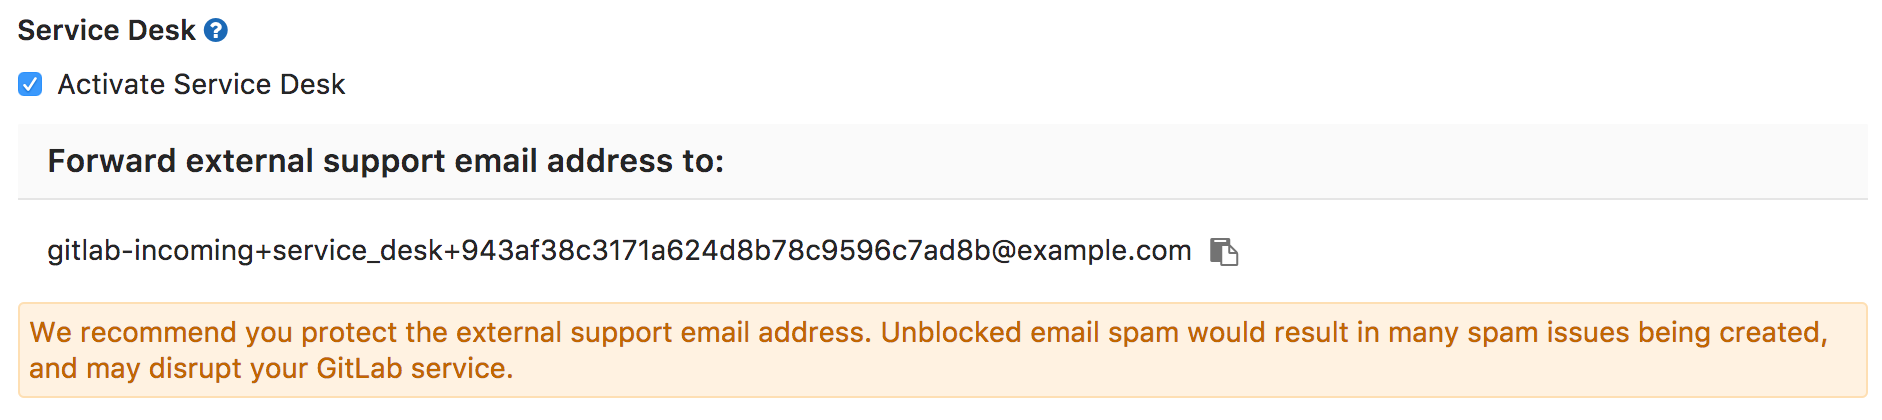 Service Desk ?
Activate Service Desk
Forward external support email address to:
gitlab-incoming+service_desk+943af38c3171a624d8b78c9596c7ad8b@example.com
We recommend you protect the external support email address. Unblocked email spam would result in many spam issues being created,
and may disrupt your GitLab service.